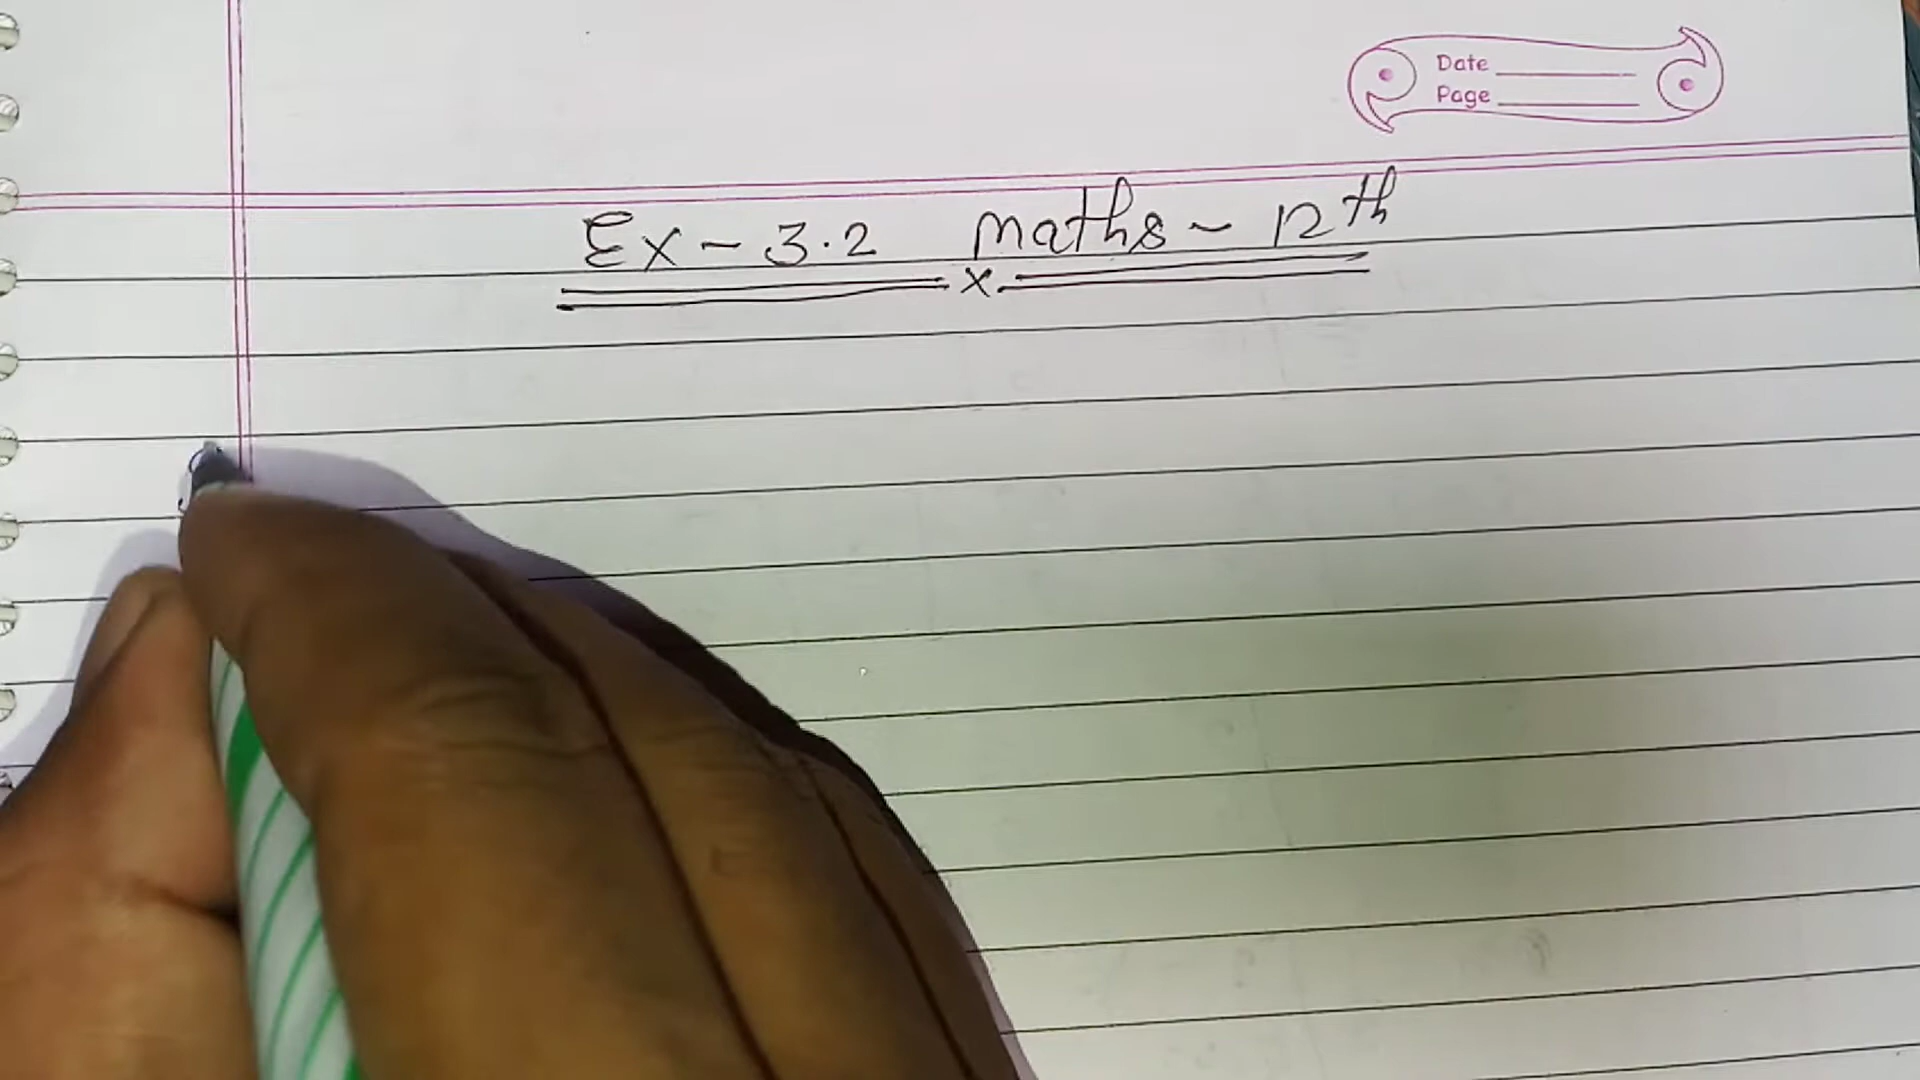 Date
Page
Ex - 3.2 maths - 12th
x